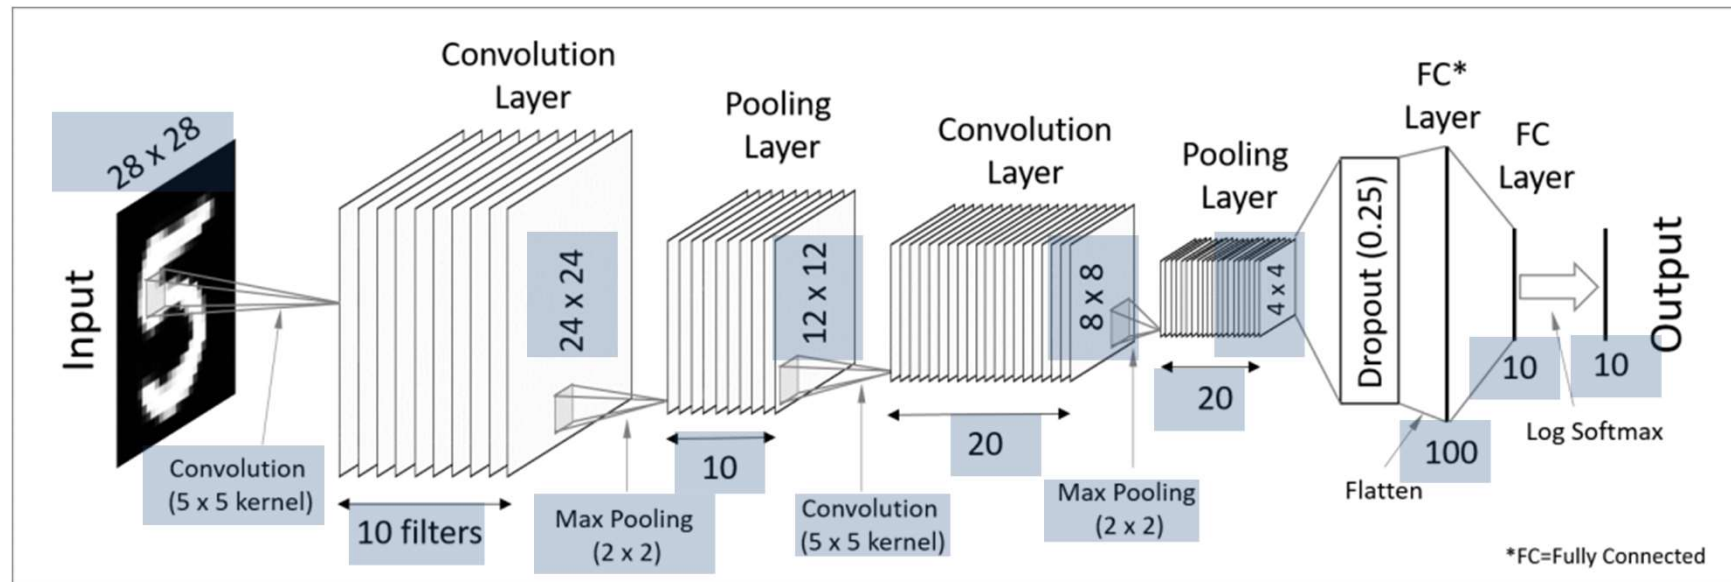 Input
28 x 28
Convolution
(5 x 5 kernel)
Convolution
Layer
24 x 24
10 filters
Max Pooling
(2 x 2)
Pooling
Layer
12 x 12
10
Convolution
(5 x 5 kernel)
Convolution
Layer
8 x 8
20
Max Pooling
(2 x 2)
Pooling
Layer
4 x 4
20
Dropout (0.25)
Flatten
FC*
Layer
100
FC
Layer
10
Log Softmax
10
Output
*FC=Fully Connected